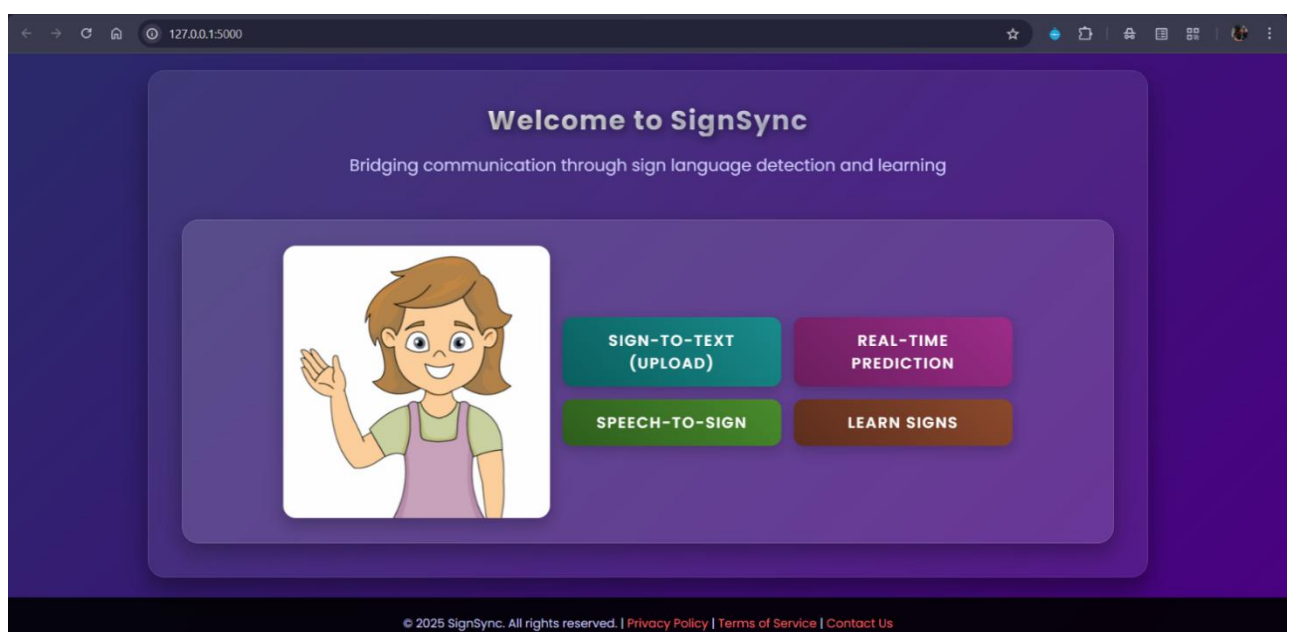 127.0.0.1:5000
Welcome to SignSync
Bridging communication through sign language detection and learning
SIGN-TO-TEXT
(UPLOAD)
REAL-TIME
PREDICTION
SPEECH-TO-SIGN
LEARN SIGNS
© 2025 SignSync. All rights reserved. | Privacy Policy | Terms of Service | Contact Us